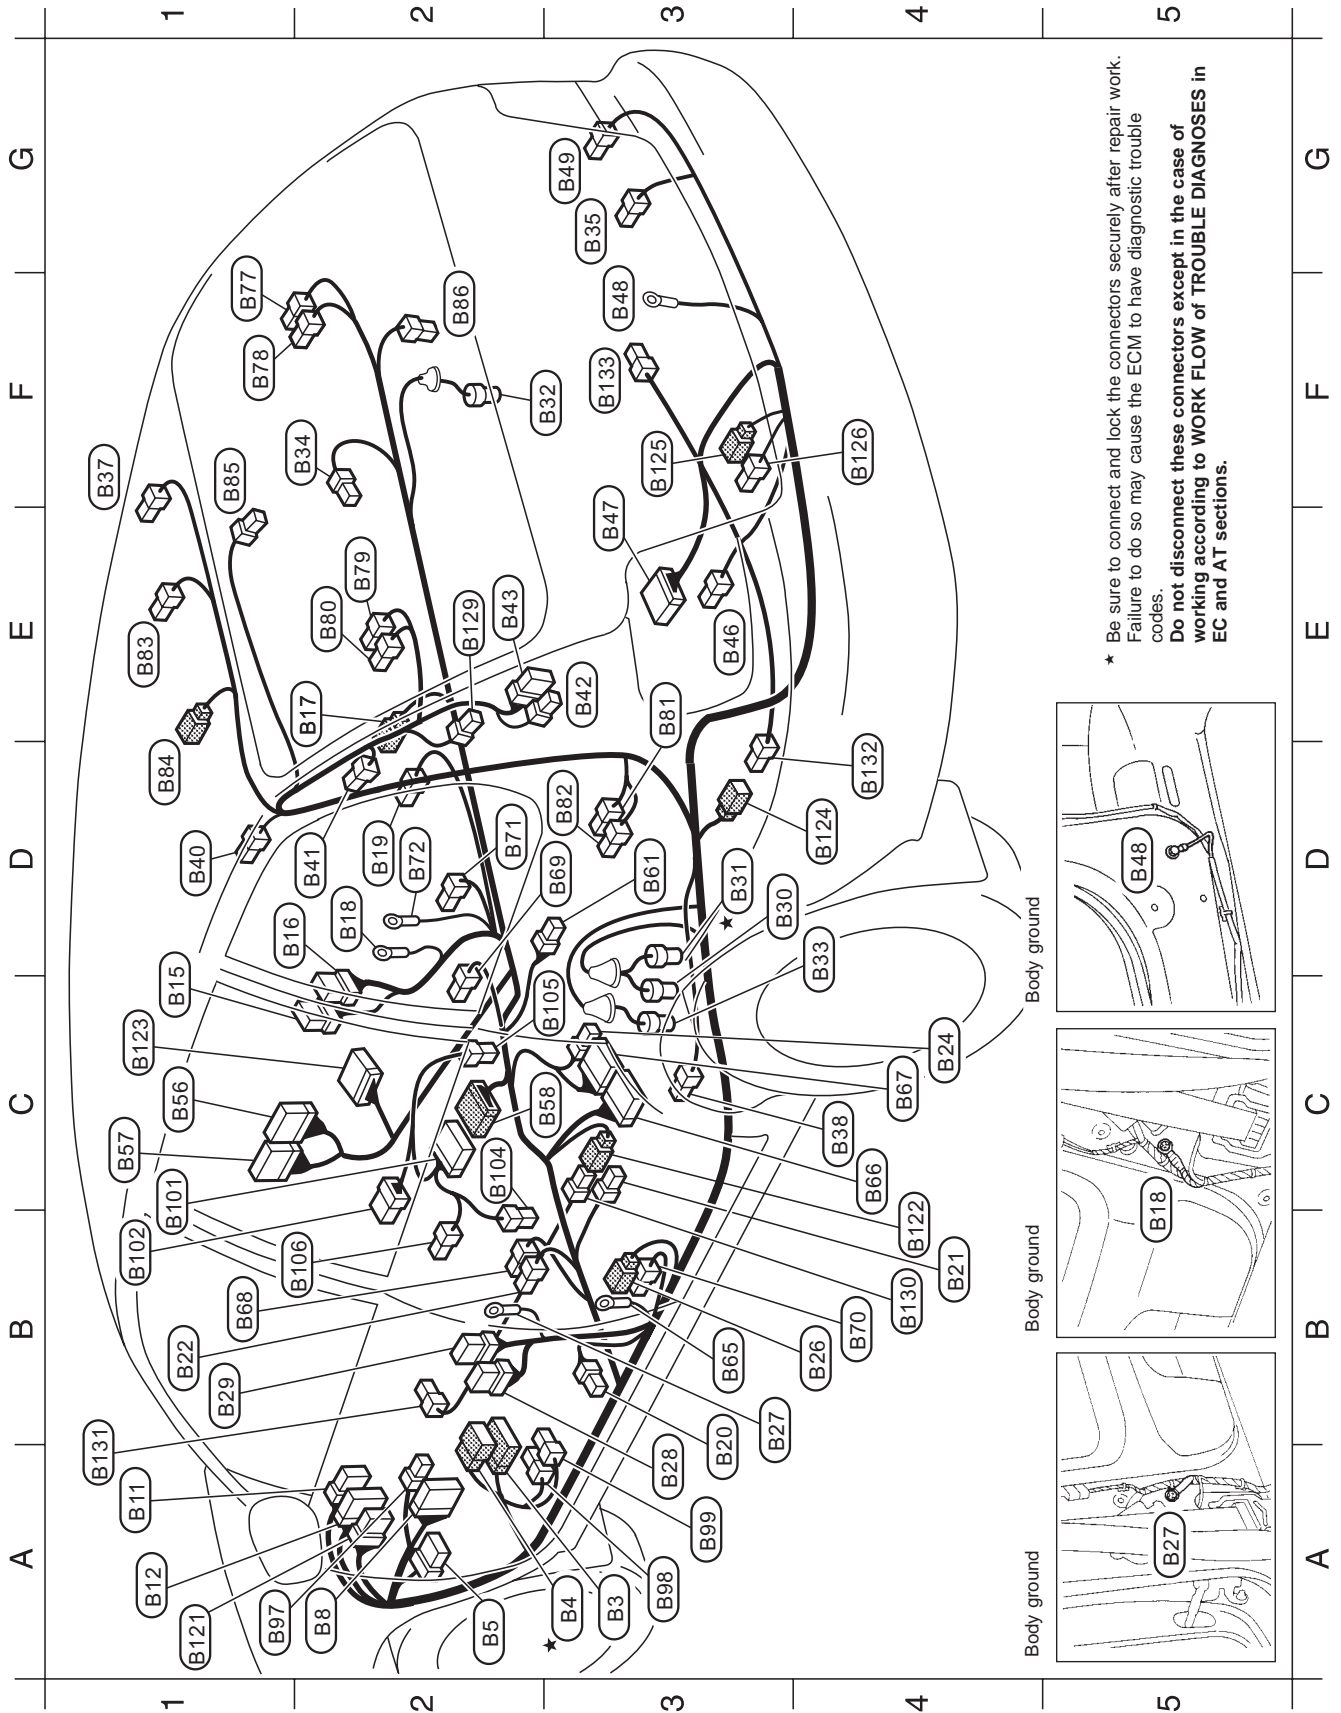 A B C D E F G
1
1
B131
B37
B57
B11
B102
B123
B83
B12
B84
B101
B15
B56
B22
B121
B40
B29
B85
B68
B77
B78
B97
B16
B106
B34
B17
B41
B8
B80
B18
B79
B19
B72
2
2
B86
B129
B5
B104
B43
B71
B32
B105
B58
B69
B82
B49
★ B4
B42
B35
B133
B47
B3
B48
B61
B125
B98
B81
B28
3
3
B99
B20
B65
B46
B31 ★
B27
B30
B26
B33
B124
B38
B70
B126
B132
B66
B67
B130
B122
4
4
B24
B21
Body ground
Body ground
Body ground
B27
B18
B48
5
5
★ Be sure to connect and lock the connectors securely after repair work.
Failure to do so may cause the ECM to have diagnostic trouble
codes.
Do not disconnect these connectors except in the case of
working according to WORK FLOW of TROUBLE DIAGNOSES in
EC and AT sections.
A B C D E F G